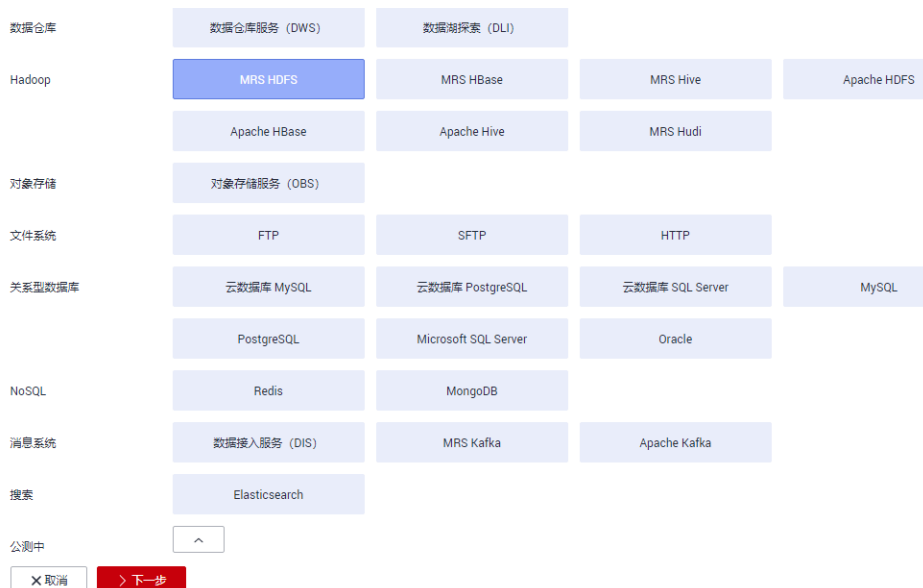 数据仓库 数据仓库服务（DWS） 数据湖探索（DLI）
Hadoop MRS HDFS MRS HBase MRS Hive Apache HDFS
Apache HBase Apache Hive MRS Hudi
对象存储 对象存储服务（OBS）
文件系统 FTP SFTP HTTP
关系型数据库 云数据库 MySQL 云数据库 PostgreSQL 云数据库 SQL Server MySQL
PostgreSQL Microsoft SQL Server Oracle
NoSQL Redis MongoDB
消息系统 数据接入服务（DIS） MRS Kafka Apache Kafka
搜索 Elasticsearch
公测中
取消 下一步